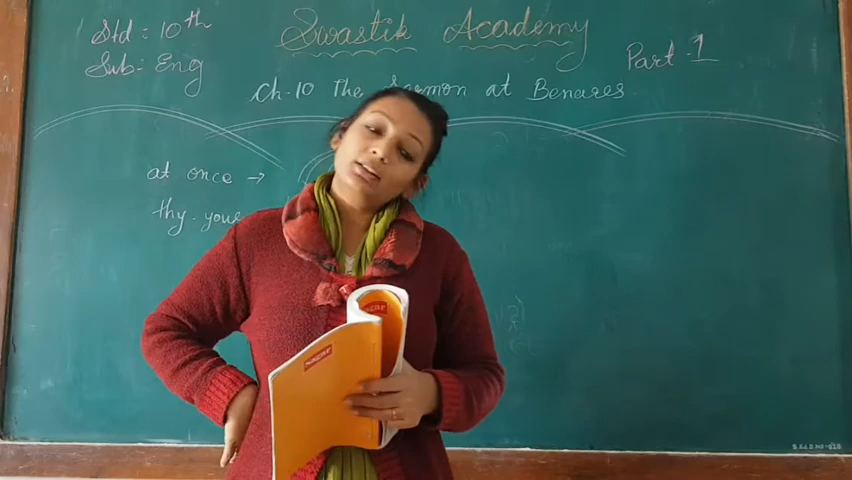 Std : 10th
Swastik Academy
Sub:- Eng
Part - 1
Ch-10 The Sermon at Benares
at once →
thy - your